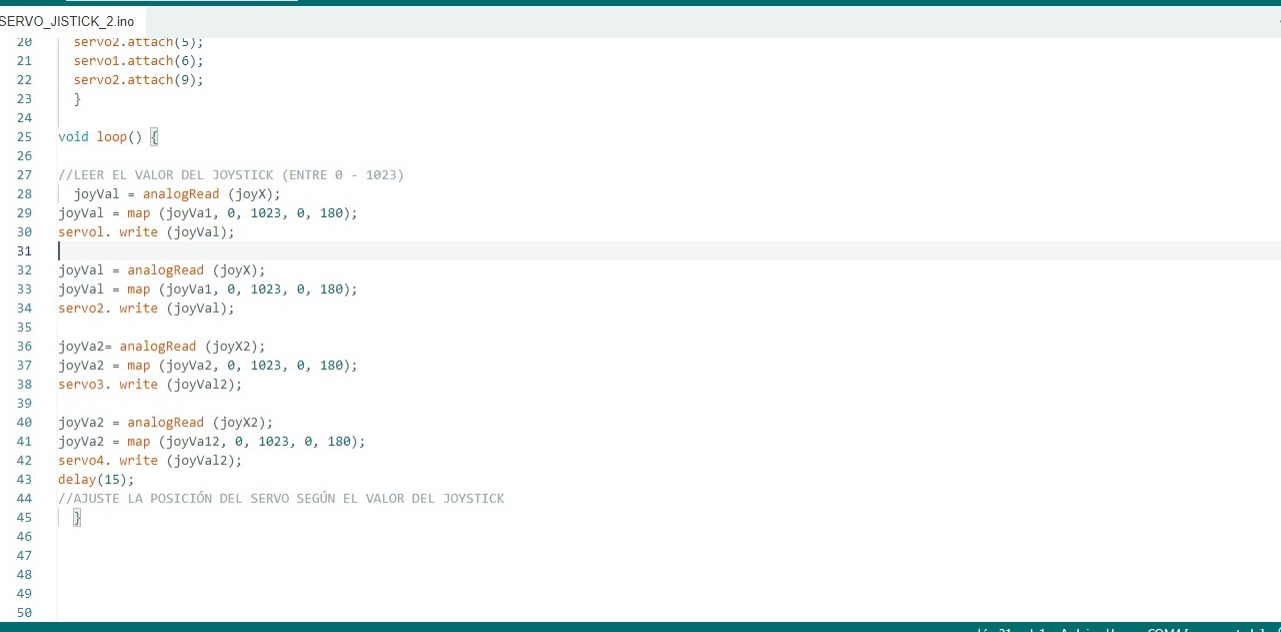 SERVO_JISTICK_2.ino
20 servo2.attach(5);
21 servo1.attach(6);
22 servo2.attach(9);
23 }
24
25 void loop() {
26
27 //LEER EL VALOR DEL JOYSTICK (ENTRE 0 - 1023)
28 joyVal = analogRead (joyX);
29 joyVal = map (joyVa1, 0, 1023, 0, 180);
30 servol. write (joyVal);
31
32 joyVal = analogRead (joyX);
33 joyVal = map (joyVa1, 0, 1023, 0, 180);
34 servo2. write (joyVal);
35
36 joyVa2= analogRead (joyX2);
37 joyVa2 = map (joyVa2, 0, 1023, 0, 180);
38 servo3. write (joyVal2);
39
40 joyVa2 = analogRead (joyX2);
41 joyVa2 = map (joyVa12, 0, 1023, 0, 180);
42 servo4. write (joyVal2);
43 delay(15);
44 //AJUSTE LA POSICIÓN DEL SERVO SEGÚN EL VALOR DEL JOYSTICK
45 }
46
47
48
49
50